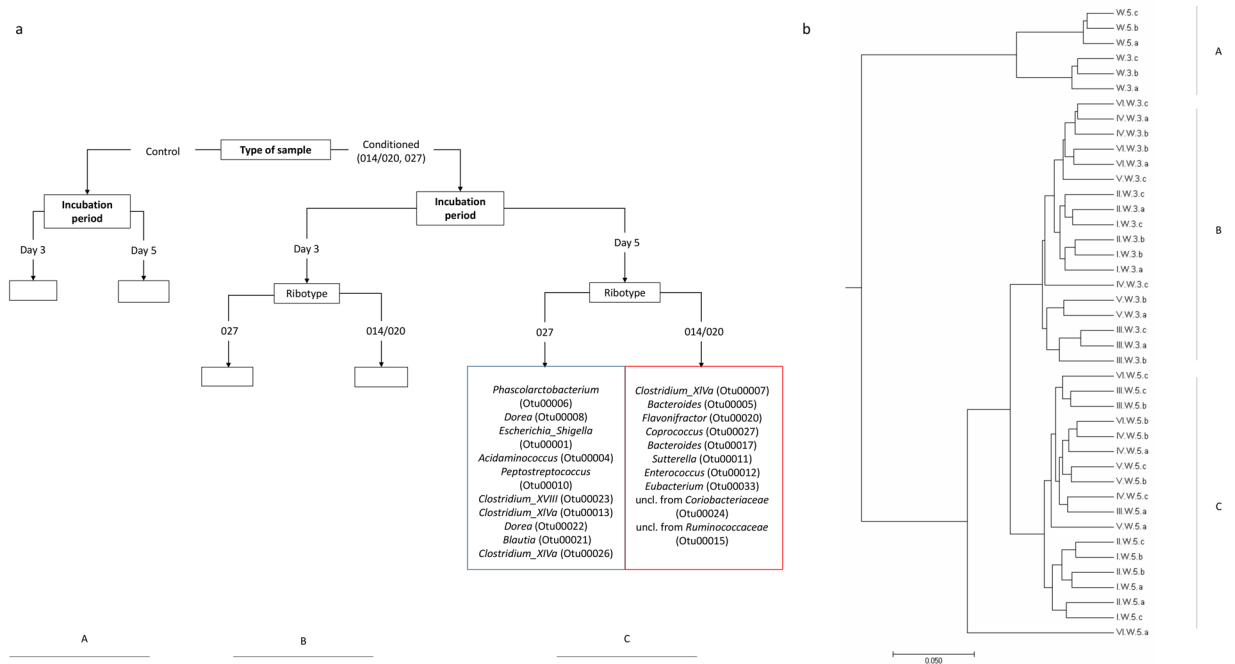 a
Control
Type of sample
Conditioned
(014/020, 027)
Incubation
period
Incubation
period
Day 3
Day 5
Day 3
Day 5
Ribotype
Ribotype
027
014/020
027
014/020
Phascolarctobacterium
(Otu00006)
Dorea (Otu00008)
Escherichia_Shigella
(Otu00001)
Acidaminococcus (Otu00004)
Peptostreptococcus
(Otu00010)
Clostridium_XVIII (Otu00023)
Clostridium_XIVa (Otu00013)
Dorea (Otu00022)
Blautia (Otu00021)
Clostridium_XIVa (Otu00026)
Clostridium_XIVa (Otu00007)
Bacteroides (Otu00005)
Flavonifractor (Otu00020)
Coprococcus (Otu00027)
Bacteroides (Otu00017)
Sutterella (Otu00011)
Enterococcus (Otu00012)
Eubacterium (Otu00033)
uncl. from Coriobacteriaceae
(Otu00024)
uncl. from Ruminococcaceae
(Otu00015)
A
B
C
b
W.5.c
W.5.b
W.5.a
W.3.c
W.3.b
W.3.a
VI.W.3.c
IV.W.3.a
IV.W.3.b
VI.W.3.b
VI.W.3.a
V.W.3.c
II.W.3.c
II.W.3.a
I.W.3.c
II.W.3.b
I.W.3.b
I.W.3.a
IV.W.3.c
V.W.3.b
V.W.3.a
III.W.3.c
III.W.3.a
III.W.3.b
VI.W.5.c
III.W.5.c
III.W.5.b
VI.W.5.b
IV.W.5.b
IV.W.5.a
V.W.5.c
V.W.5.b
IV.W.5.c
III.W.5.a
V.W.5.a
II.W.5.c
I.W.5.b
II.W.5.b
I.W.5.a
II.W.5.a
I.W.5.c
VI.W.5.a
A
B
C
0.050